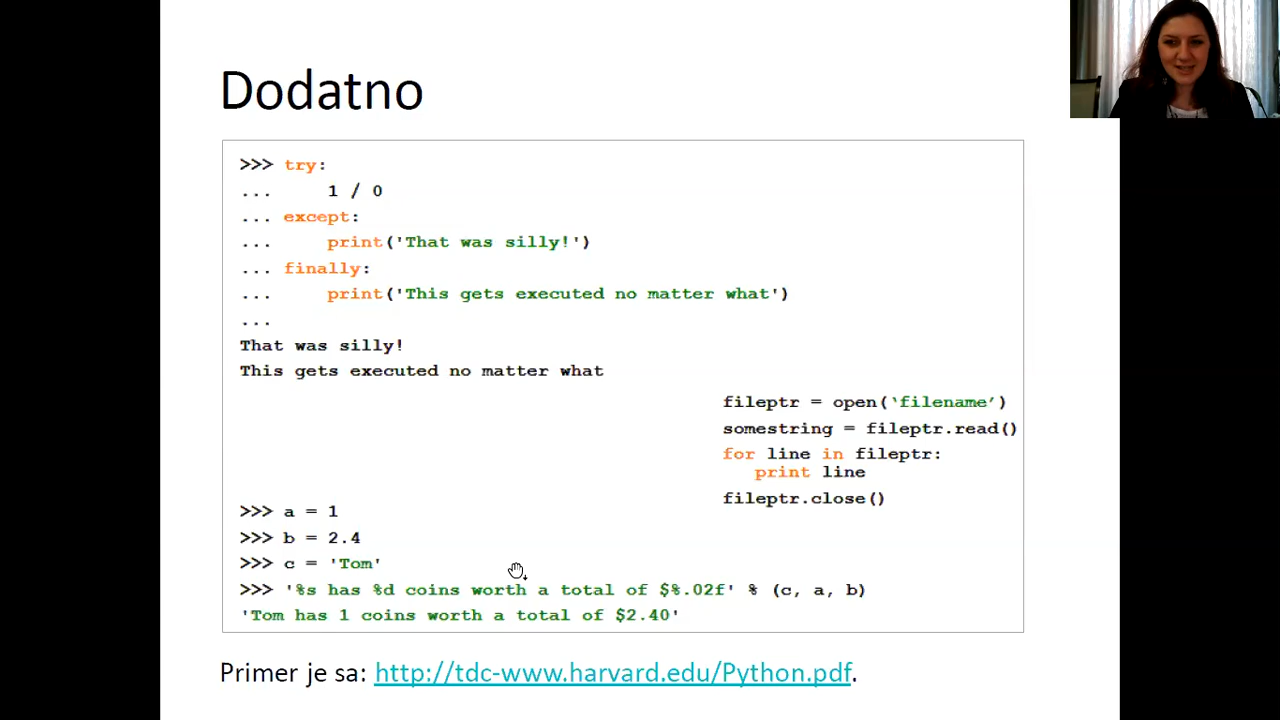 Dodatno
>>> try:
...     1 / 0
... except:
...     print('That was silly!')
... finally:
...     print('This gets executed no matter what')
...
That was silly!
This gets executed no matter what
fileptr = open(‘filename’)
somestring = fileptr.read()
for line in fileptr:
   print line
fileptr.close()
>>> a = 1
>>> b = 2.4
>>> c = 'Tom'
>>> '%s has %d coins worth a total of $%.02f' % (c, a, b)
'Tom has 1 coins worth a total of $2.40'
Primer je sa: http://tdc-www.harvard.edu/Python.pdf.